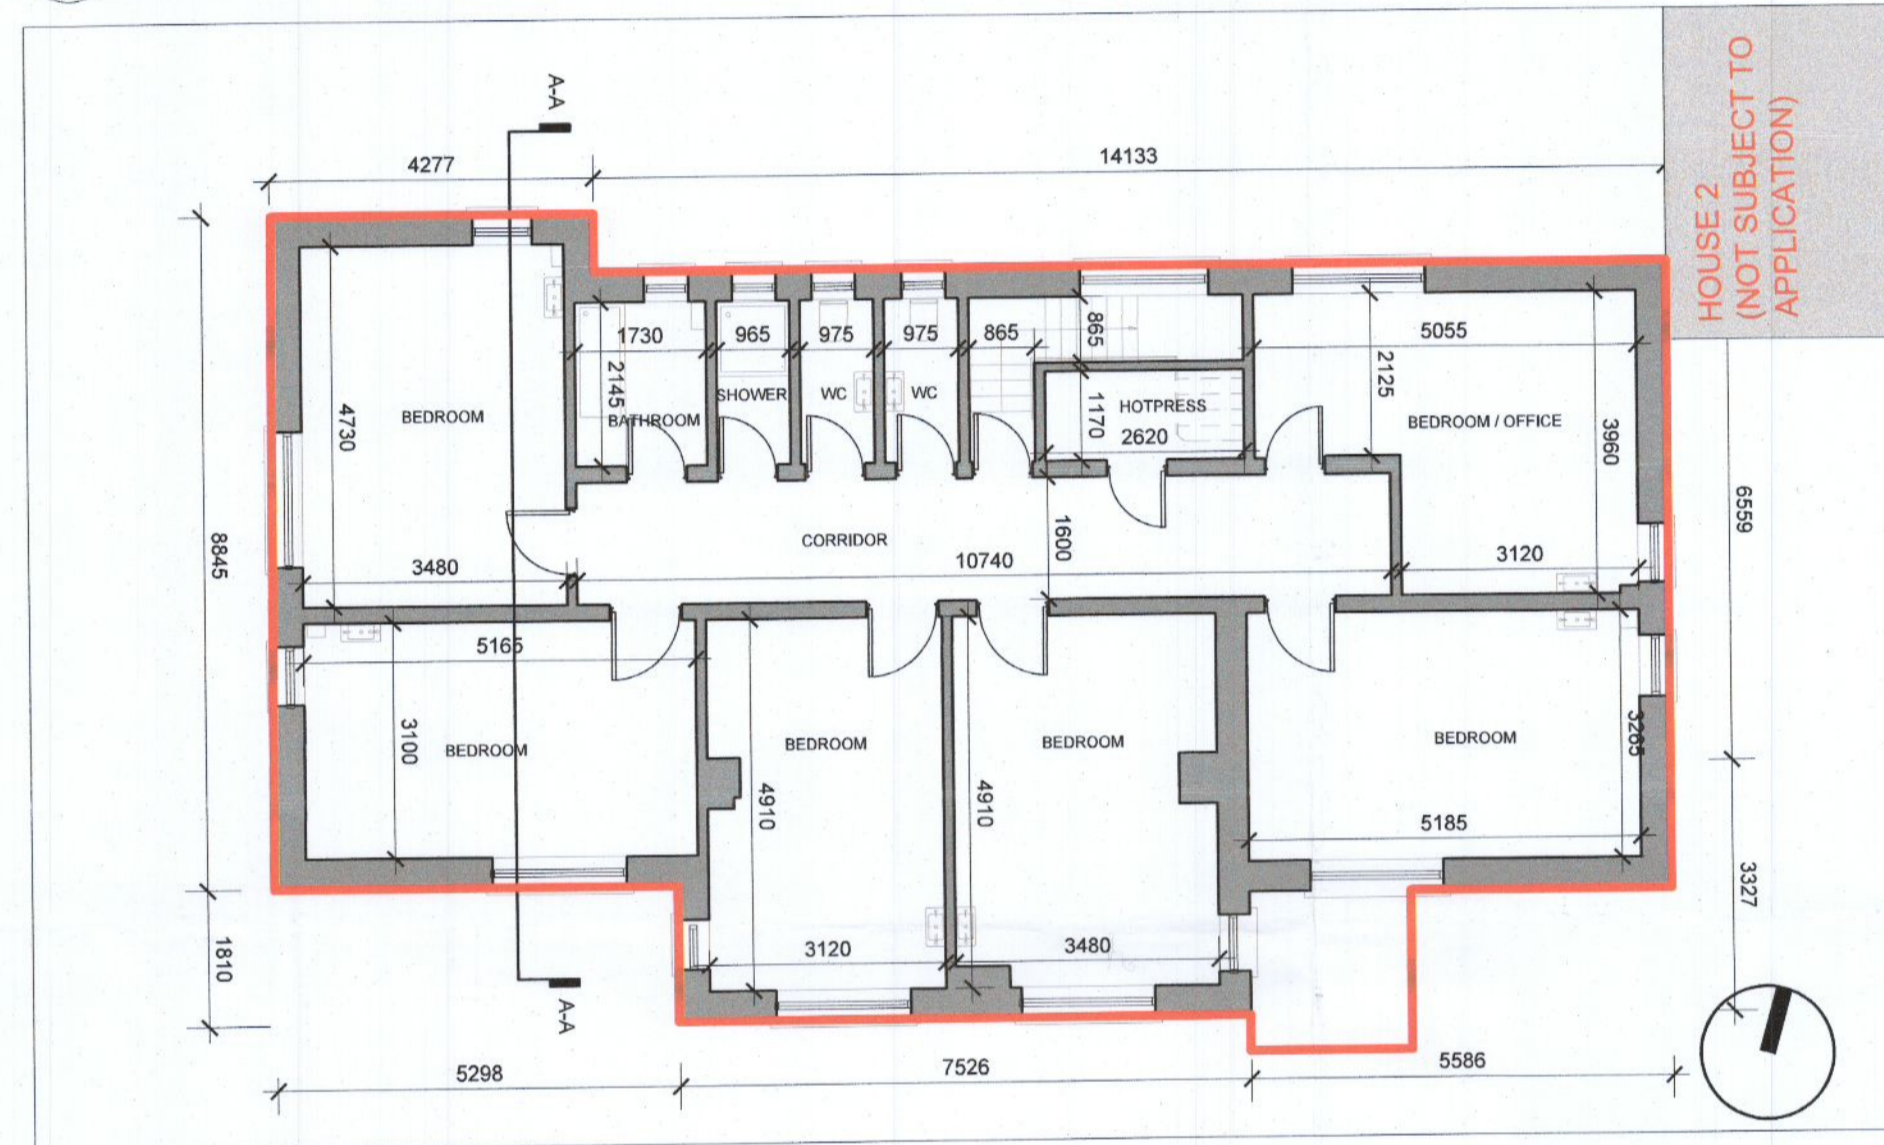 HOUSE 2
(NOT SUBJECT TO
APPLICATION)
A-A
4277
14133
8845
1810
6559
3327
1730
965
975
975
865
865
5055
2145
2125
SHOWER
WC
WC
BATHROOM
HOTPRESS
1170
2620
BEDROOM
4730
BEDROOM / OFFICE
3960
CORRIDOR
1600
10740
3480
3120
5165
3100
BEDROOM
BEDROOM
BEDROOM
BEDROOM
3265
4910
4910
5185
3120
3480
A-A
5298
7526
5586